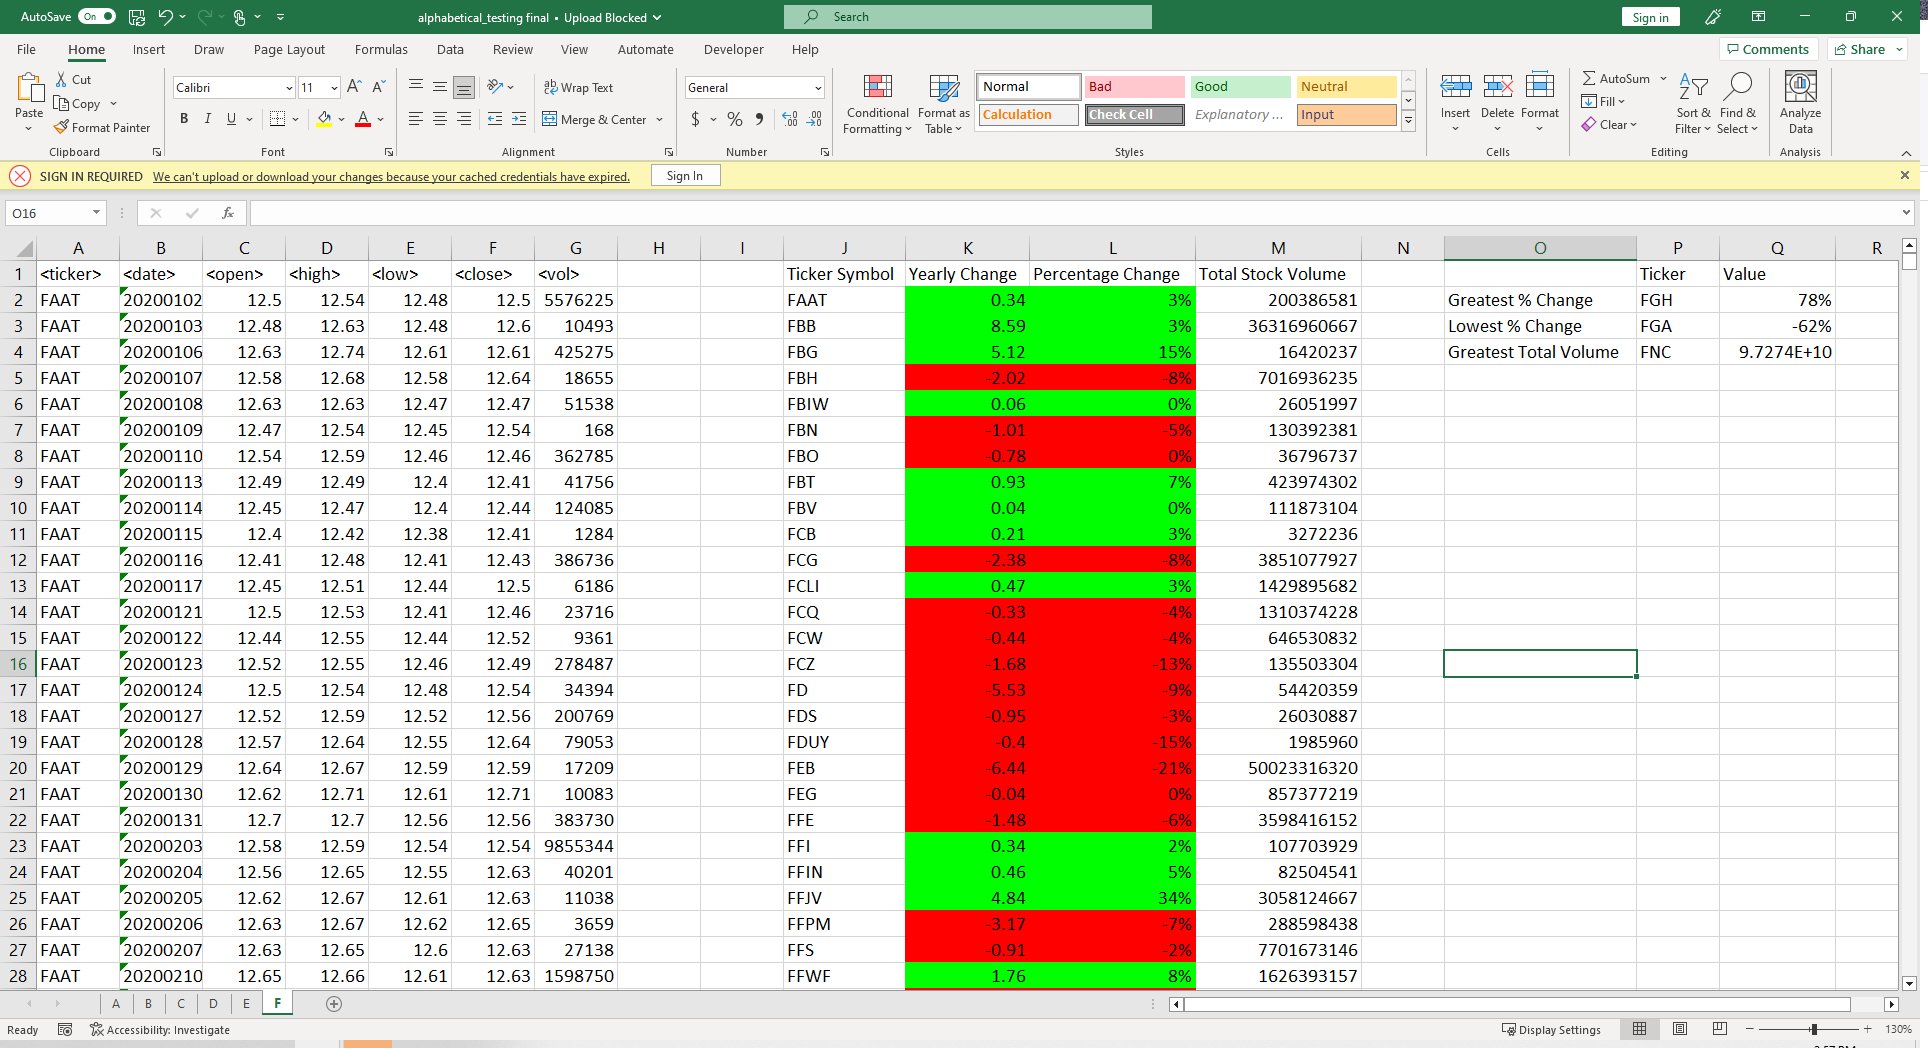 AutoSave On alphabetical_testing final • Upload Blocked Search Sign in
File Home Insert Draw Page Layout Formulas Data Review View Automate Developer Help Comments Share
Paste Cut Copy Format Painter Clipboard
Calibri 11 A A B I U A Font
ab Wrap Text Merge & Center Alignment
General $ % 9 Number
Conditional Formatting Format as Table Normal Bad Good Neutral
Calculation Check Cell Explanatory ... Input Styles
Insert Delete Format Cells
AutoSum Fill Clear Sort & Filter Find & Select Editing
Analyze Data Analysis
SIGN IN REQUIRED We can't upload or download your changes because your cached credentials have expired. Sign In
O16 fx
A B C D E F G H I J K L M N O P Q R
1 <ticker> <date> <open> <high> <low> <close> <vol> Ticker Symbol Yearly Change Percentage Change Total Stock Volume Ticker Value
2 FAAT 20200102 12.5 12.54 12.48 12.5 5576225 FAAT 0.34 3% 200386581 Greatest % Change FGH 78%
3 FAAT 20200103 12.48 12.63 12.48 12.6 10493 FBB 8.59 3% 36316960667 Lowest % Change FGA -62%
4 FAAT 20200106 12.63 12.74 12.61 12.61 425275 FBG 5.12 15% 16420237 Greatest Total Volume FNC 9.7274E+10
5 FAAT 20200107 12.58 12.68 12.58 12.64 18655 FBH -2.02 -8% 7016936235
6 FAAT 20200108 12.63 12.63 12.47 12.47 51538 FBIW 0.06 0% 26051997
7 FAAT 20200109 12.47 12.54 12.45 12.54 168 FBN -1.01 -5% 130392381
8 FAAT 20200110 12.54 12.59 12.46 12.46 362785 FBO -0.78 0% 36796737
9 FAAT 20200113 12.49 12.49 12.4 12.41 41756 FBT 0.93 7% 423974302
10 FAAT 20200114 12.45 12.47 12.4 12.44 124085 FBV 0.04 0% 111873104
11 FAAT 20200115 12.4 12.42 12.38 12.41 1284 FCB 0.21 3% 3272236
12 FAAT 20200116 12.41 12.48 12.41 12.43 386736 FCG -2.38 -8% 3851077927
13 FAAT 20200117 12.45 12.51 12.44 12.5 6186 FCLI 0.47 3% 1429895682
14 FAAT 20200121 12.5 12.53 12.41 12.46 23716 FCQ -0.33 -4% 1310374228
15 FAAT 20200122 12.44 12.55 12.44 12.52 9361 FCW -0.44 -4% 646530832
16 FAAT 20200123 12.52 12.55 12.46 12.49 278487 FCZ -1.68 -13% 135503304
17 FAAT 20200124 12.5 12.54 12.48 12.54 34394 FD -5.53 -9% 54420359
18 FAAT 20200127 12.52 12.59 12.52 12.56 200769 FDS -0.95 -3% 26030887
19 FAAT 20200128 12.57 12.64 12.55 12.64 79053 FDUY -0.4 -15% 1985960
20 FAAT 20200129 12.64 12.67 12.59 12.59 17209 FEB -6.44 -21% 50023316320
21 FAAT 20200130 12.62 12.71 12.61 12.71 10083 FEG -0.04 0% 857377219
22 FAAT 20200131 12.7 12.7 12.56 12.56 383730 FFE -1.48 -6% 3598416152
23 FAAT 20200203 12.58 12.59 12.54 12.54 9855344 FFI 0.34 2% 107703929
24 FAAT 20200204 12.56 12.65 12.55 12.63 40201 FFIN 0.46 5% 82504541
25 FAAT 20200205 12.62 12.67 12.61 12.63 11038 FFJV 4.84 34% 3058124667
26 FAAT 20200206 12.63 12.67 12.62 12.65 3659 FFPM -3.17 -7% 288598438
27 FAAT 20200207 12.63 12.65 12.6 12.63 27138 FFS -0.91 -2% 7701673146
28 FAAT 20200210 12.65 12.66 12.61 12.63 1598750 FFWF 1.76 8% 1626393157
A B C D E F
Ready Accessibility: Investigate Display Settings 130%